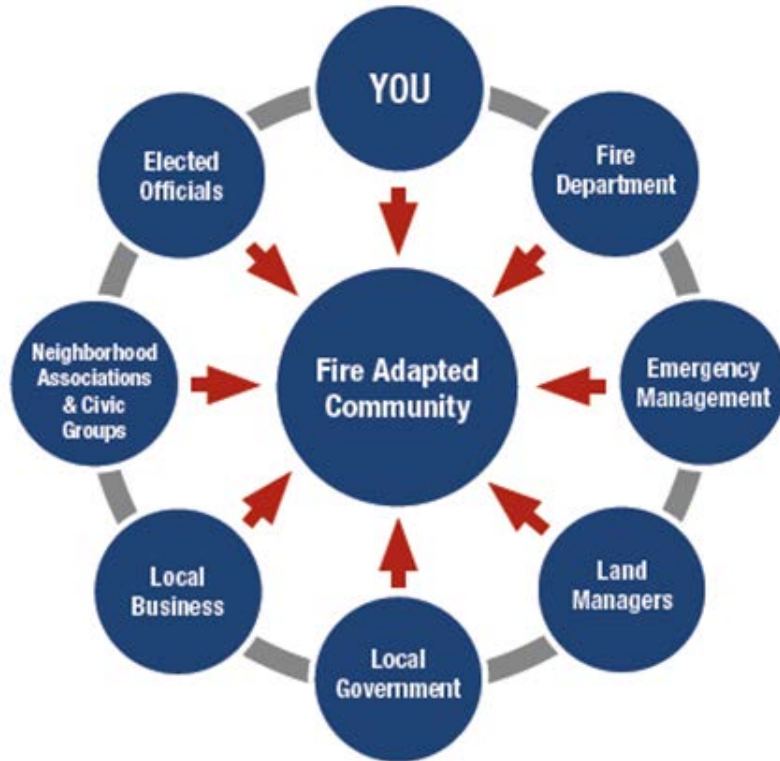 YOU
Fire
Department
Emergency
Management
Land
Managers
Local
Government
Local
Business
Neighborhood
Associations
& Civic
Groups
Elected
Officials
Fire Adapted
Community